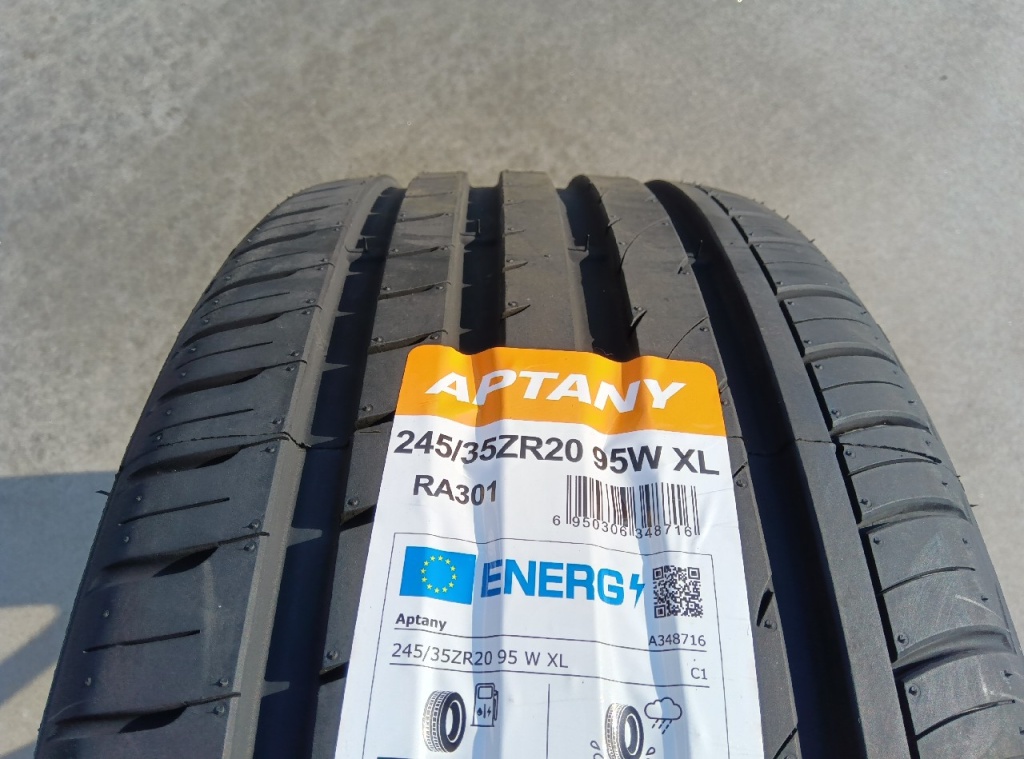 APTANY
245/35ZR20 95W XL
RA301
6 950306 348716
ENERG
Aptany
A348716
245/35ZR20 95 W XL
C1